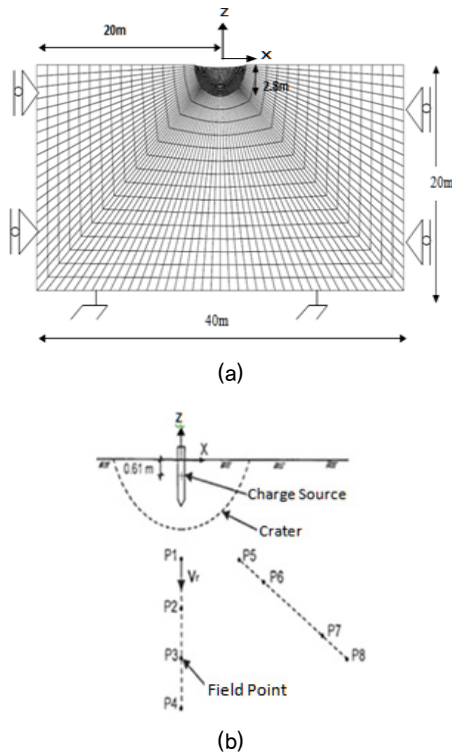 z
20m
x
2.8m
20m
40m
(a)
z
X
0.61 m
Charge Source
Crater
P1
P5
Vr
P6
P2
P7
P3
P8
Field Point
P4
(b)